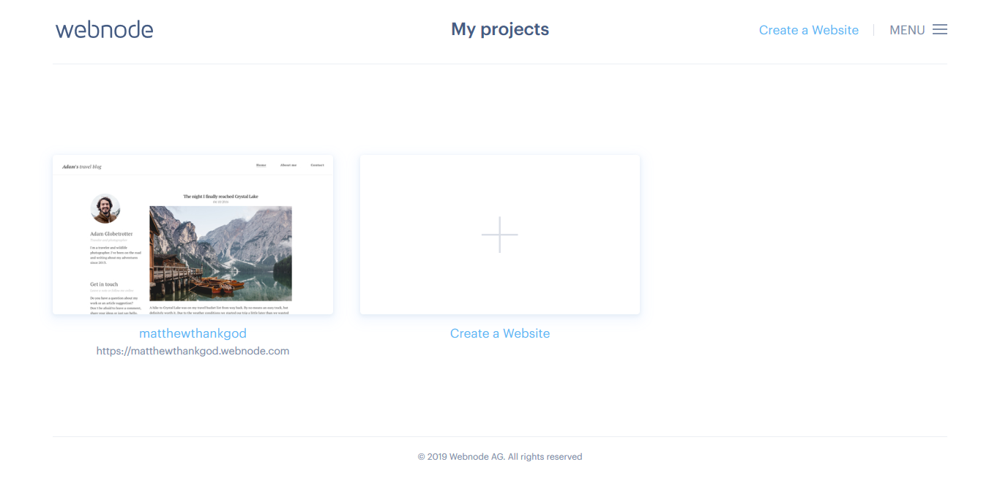 webnode
My projects
Create a Website
MENU
Adam's travel blog
Home
About me
Contact
The night I finally reached Crystal Lake
Adam Globetrotter
Traveler and photographer
I'm a traveler and wildlife
photographer. I've been on the road
and writing about my adventures
since 2013.
Get in touch
Leave a note or follow me online
Do you have a question about my
work or an article suggestion?
Don't be afraid to leave a comment,
share your ideas or just say hello.
A hike to Crystal Lake was on my travel bucket list from way back. By no means an easy track, but
definitely worth it. Due to the weather conditions we started our trip a little later than we wanted
matthewthankgod
https://matthewthankgod.webnode.com
Create a Website
© 2019 Webnode AG. All rights reserved